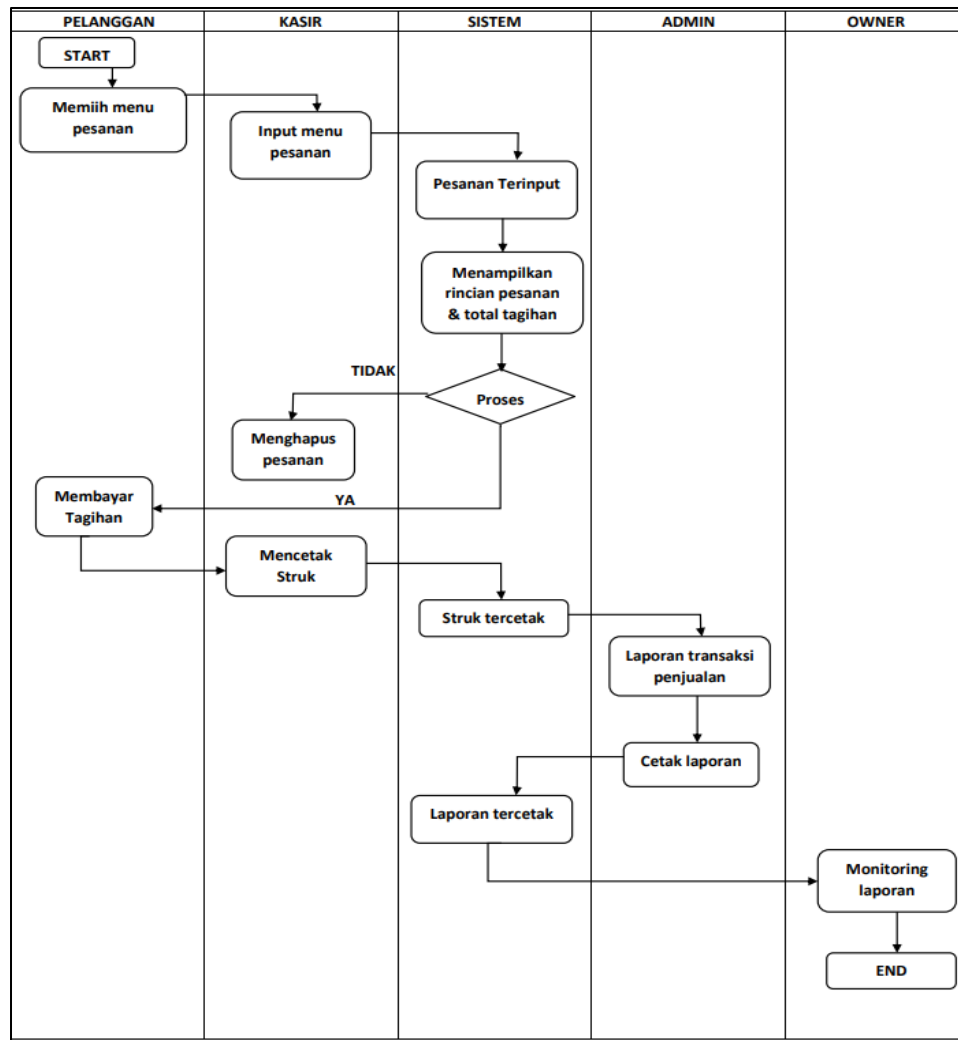 PELANGGAN KASIR SISTEM ADMIN OWNER
START
Memiih menu
pesanan
Input menu
pesanan
Pesanan Terinput
Menampilkan
rincian pesanan
& total tagihan
TIDAK
Proses
Menghapus
pesanan
YA
Membayar
Tagihan
Mencetak
Struk
Struk tercetak
Laporan transaksi
penjualan
Cetak laporan
Laporan tercetak
Monitoring
laporan
END